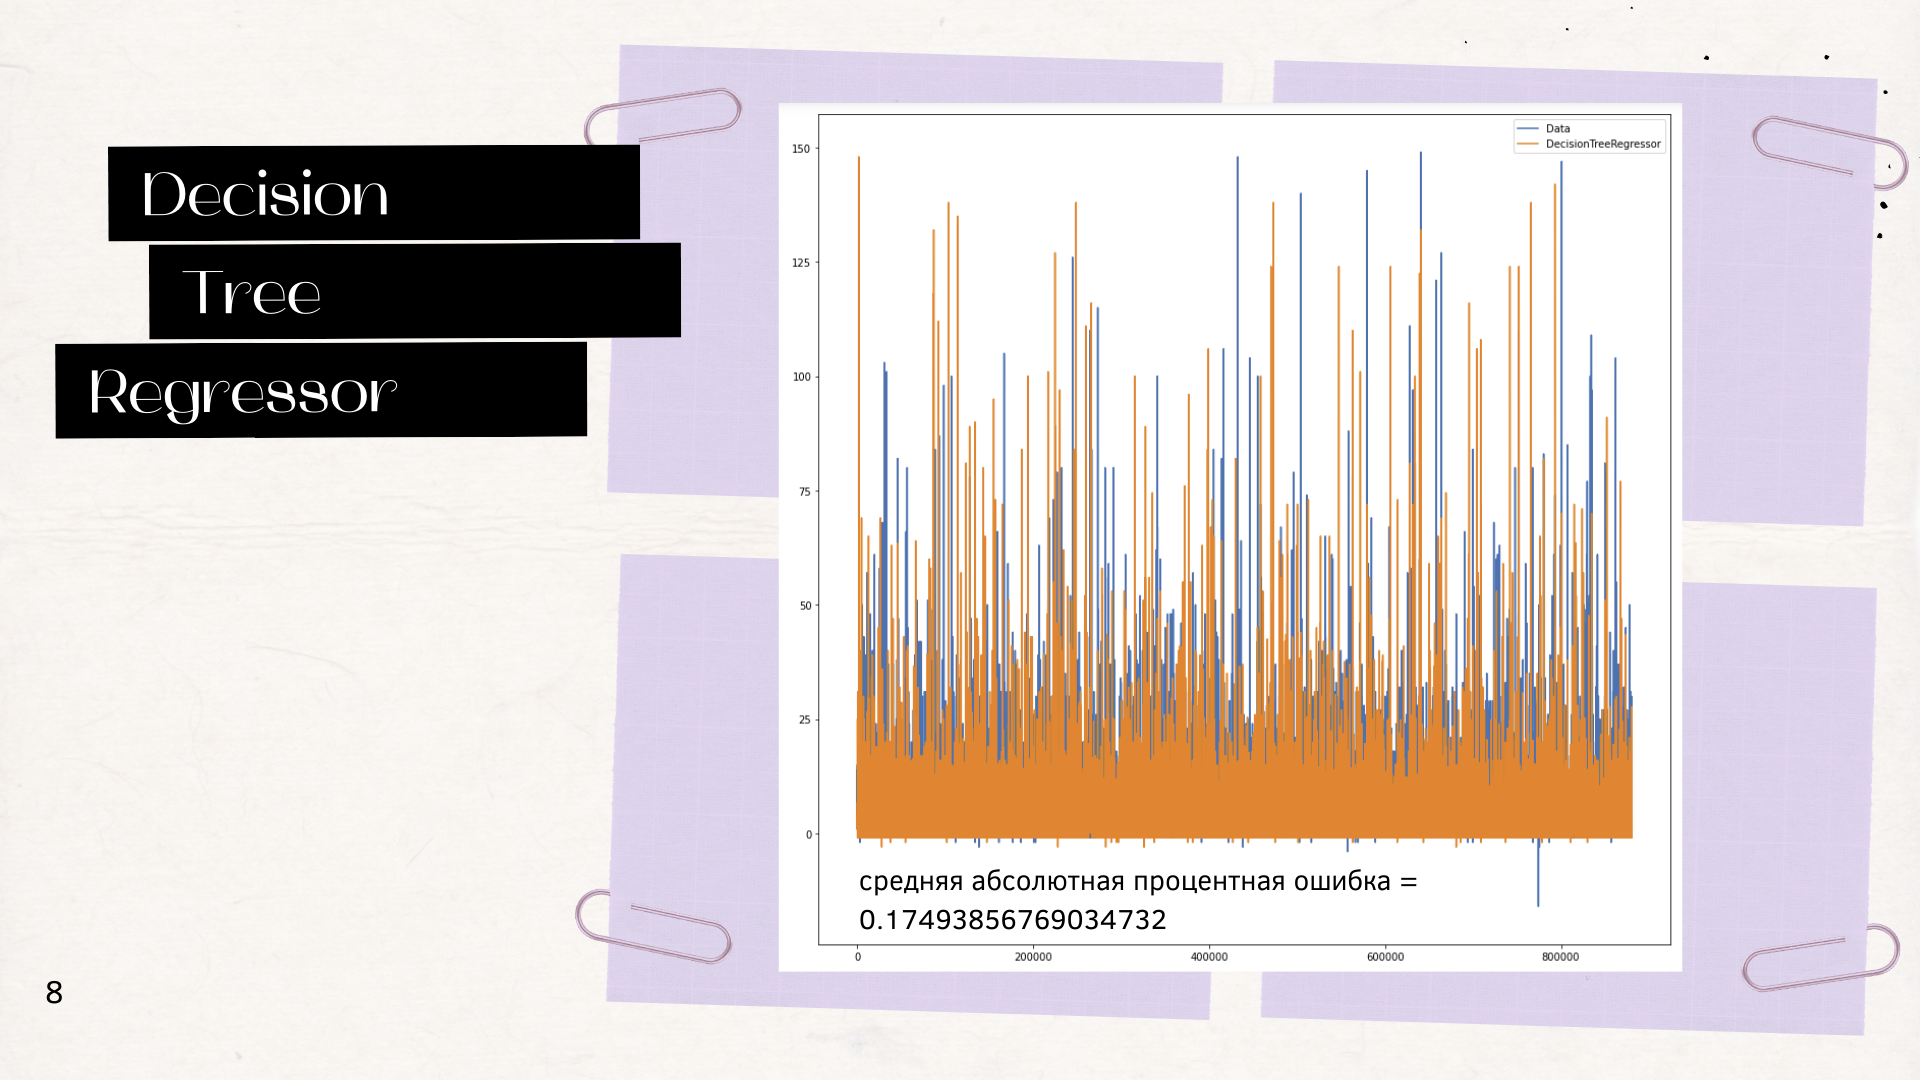 Decision
Tree
Regressor
Data
DecisionTreeRegressor
150
125
100
75
50
25
0
средняя абсолютная процентная ошибка =
0.17493856769034732
0 200000 400000 600000 800000
8